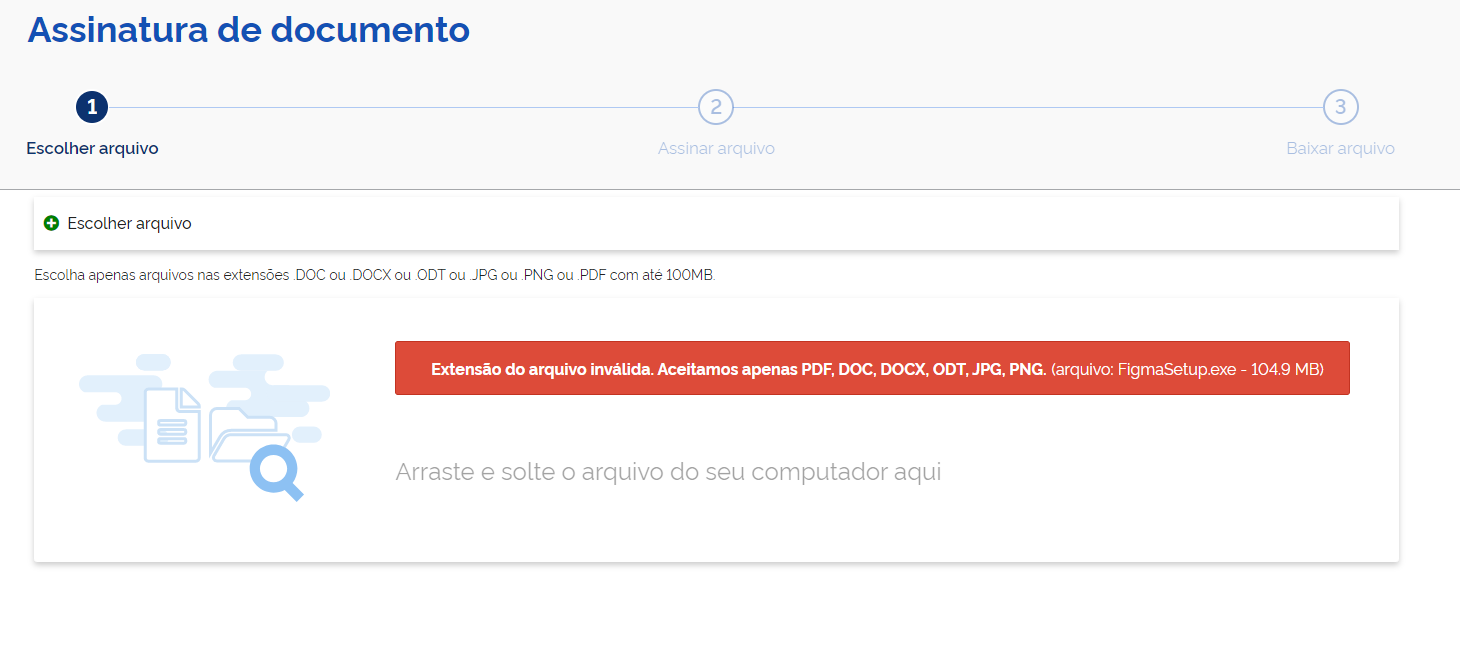 Assinatura de documento
1
2
3
Escolher arquivo
Assinar arquivo
Baixar arquivo
Escolher arquivo
Escolha apenas arquivos nas extensões .DOC ou .DOCX ou .ODT ou .JPG ou .PNG ou .PDF com até 100MB.
Extensão do arquivo inválida. Aceitamos apenas PDF, DOC, DOCX, ODT, JPG, PNG. (arquivo: FigmaSetup.exe - 104.9 MB)
Arraste e solte o arquivo do seu computador aqui